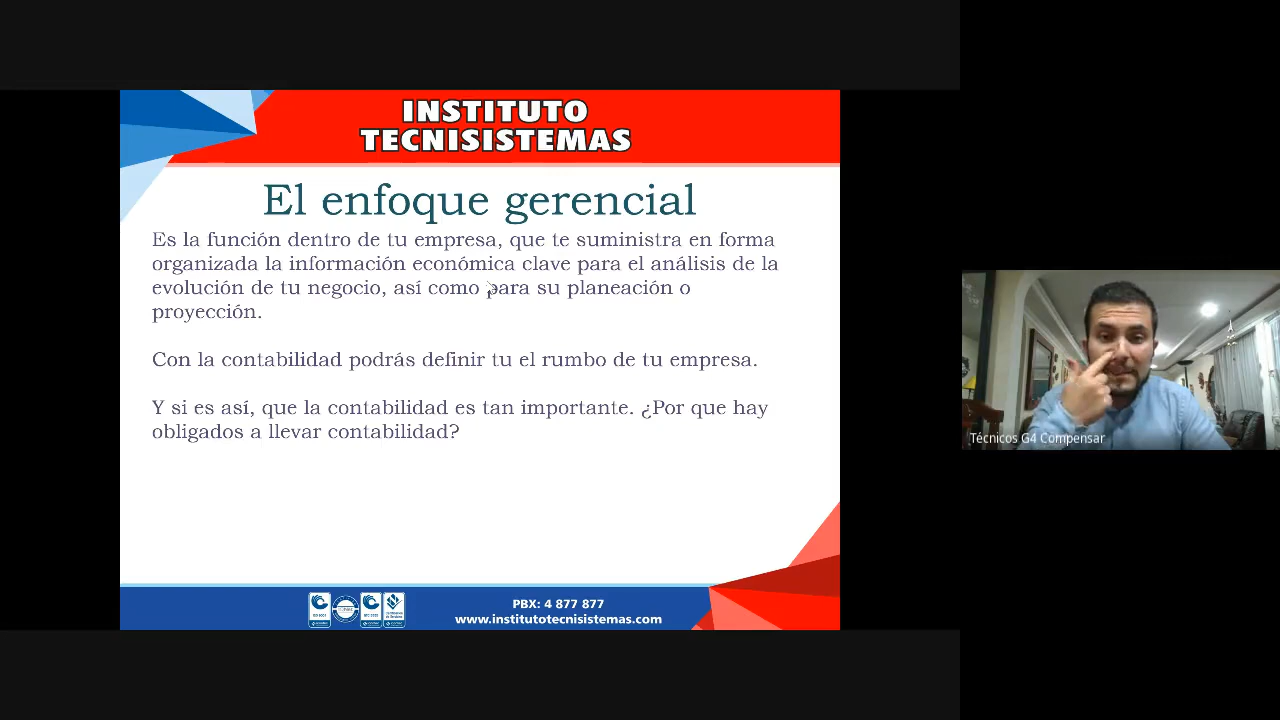 INSTITUTO
TECNISISTEMAS
El enfoque gerencial
Es la función dentro de tu empresa, que te suministra en forma
organizada la información económica clave para el análisis de la
evolución de tu negocio, así como para su planeación o
proyección.
Con la contabilidad podrás definir tu el rumbo de tu empresa.
Y si es así, que la contabilidad es tan importante. ¿Por que hay
obligados a llevar contabilidad?
PBX: 4 877 877
www.institutotecnisistemas.com
Técnicos G4 Compensar